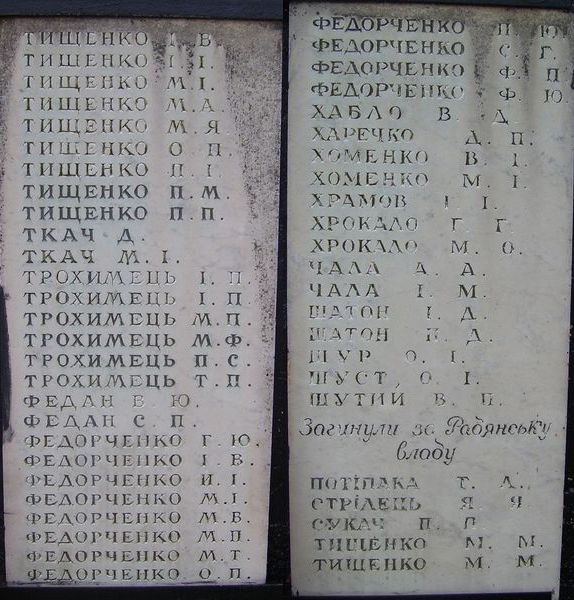 ТИЩЕНКО І. В.
ТИЩЕНКО І. І.
ТИЩЕНКО М. І.
ТИЩЕНКО М. А.
ТИЩЕНКО М. Я.
ТИЩЕНКО О. П.
ТИЩЕНКО П. І.
ТИЩЕНКО П. М.
ТИЩЕНКО П. П.
ТКАЧ Д.
ТКАЧ М. І.
ТРОХИМЕЦЬ І. П.
ТРОХИМЕЦЬ І. П.
ТРОХИМЕЦЬ М. П.
ТРОХИМЕЦЬ М. Ф.
ТРОХИМЕЦЬ П. С.
ТРОХИМЕЦЬ Т. П.
ФЕДАН В. Ю.
ФЕДАН С. П.
ФЕДОРЧЕНКО Г. Ю.
ФЕДОРЧЕНКО І. В.
ФЕДОРЧЕНКО И. І.
ФЕДОРЧЕНКО М. І.
ФЕДОРЧЕНКО М. Б.
ФЕДОРЧЕНКО М. П.
ФЕДОРЧЕНКО М. Т.
ФЕДОРЧЕНКО О. П.
ФЕДОРЧЕНКО П. Ю.
ФЕДОРЧЕНКО С. Г.
ФЕДОРЧЕНКО Ф. П.
ФЕДОРЧЕНКО Ф. Ю.
ХАБЛО В. Д.
ХАРЕЧКО Д. П.
ХОМЕНКО В. І.
ХОМЕНКО М. І.
ХРАМОВ І. І.
ХРОКАЛО Г. Г.
ХРОКАЛО М. О.
ЧАЛА А. А.
ЧАЛА І. М.
ШАТОН І. Д.
ШАТОН П. Д.
ШУР О. І.
ШУСТ, О. І.
ШУТИЙ В. П.
Загинули за Радянську
владу
ПОТІПАКА Т. Л.
СТРІЛЕЦЬ Я. Я.
СУКАЧ П. П.
ТИЩЕНКО М. М.
ТИЩЕНКО М. М.